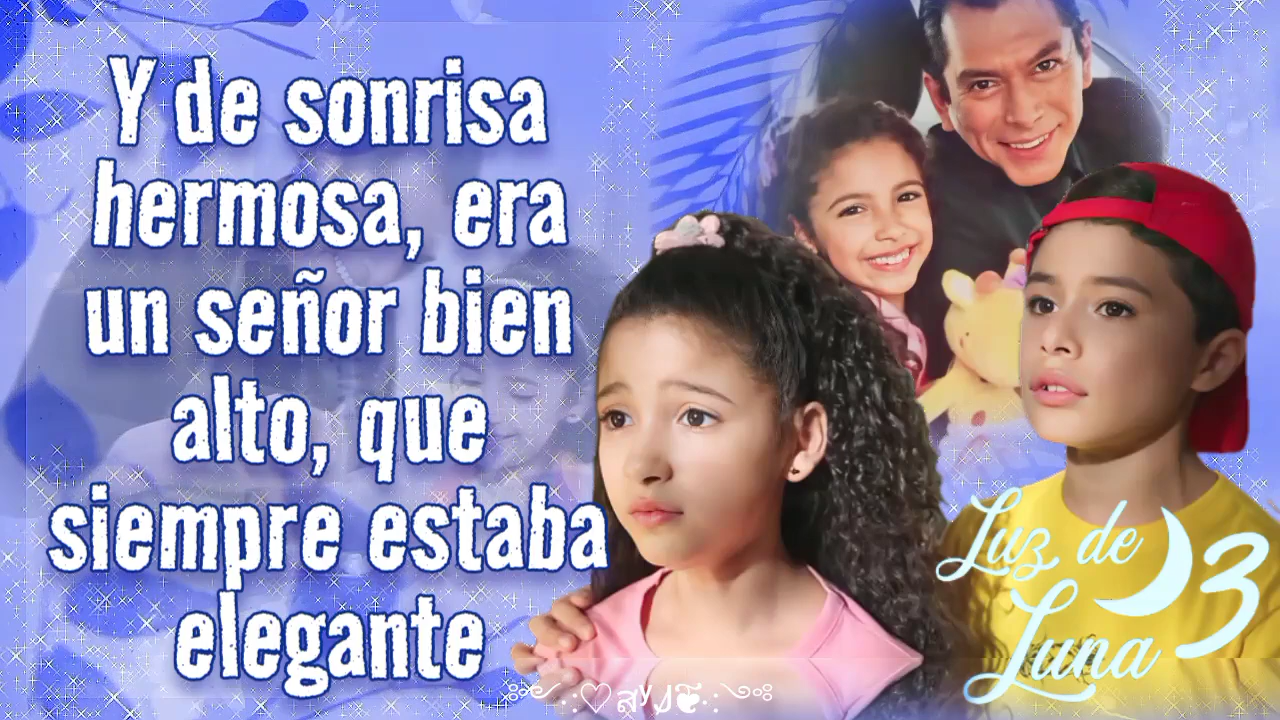 Y de sonrisa
hermosa, era
un señor bien
alto, que
siempre estaba
elegante
Luz de
Luna 3